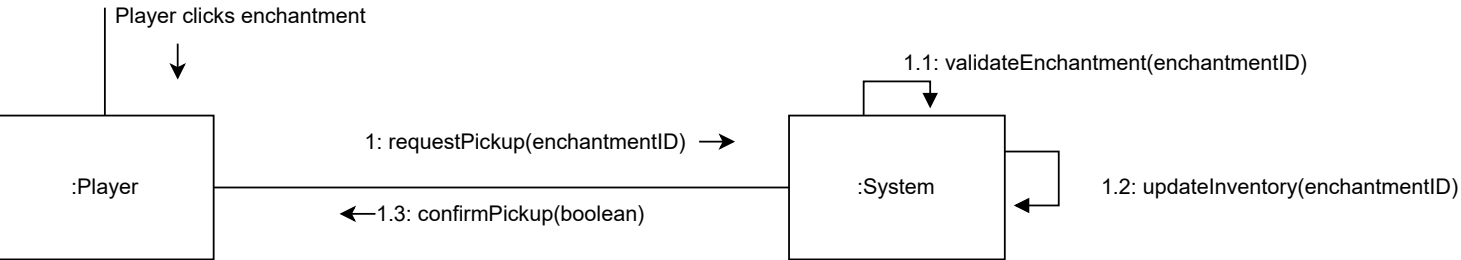 Player clicks enchantment
1.1: validateEnchantment(enchantmentID)
1: requestPickup(enchantmentID)
:Player
:System
1.2: updateInventory(enchantmentID)
1.3: confirmPickup(boolean)